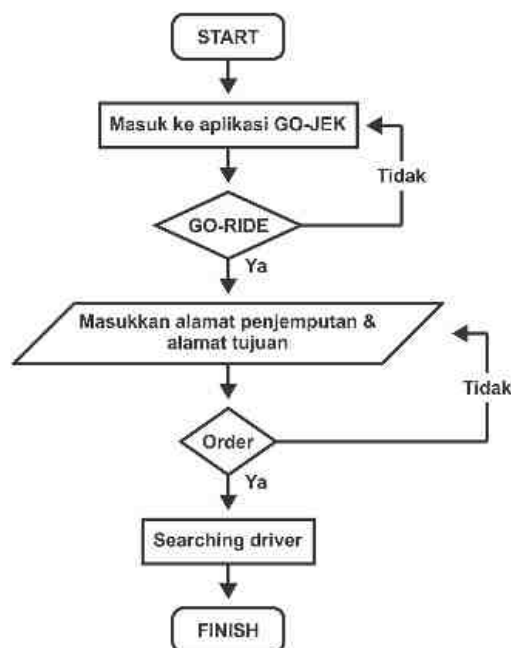 START
Masuk ke aplikasi GO-JEK
Tidak
GO-RIDE
Ya
Masukkan alamat penjemputan &
alamat tujuan
Tidak
Order
Ya
Searching driver
FINISH